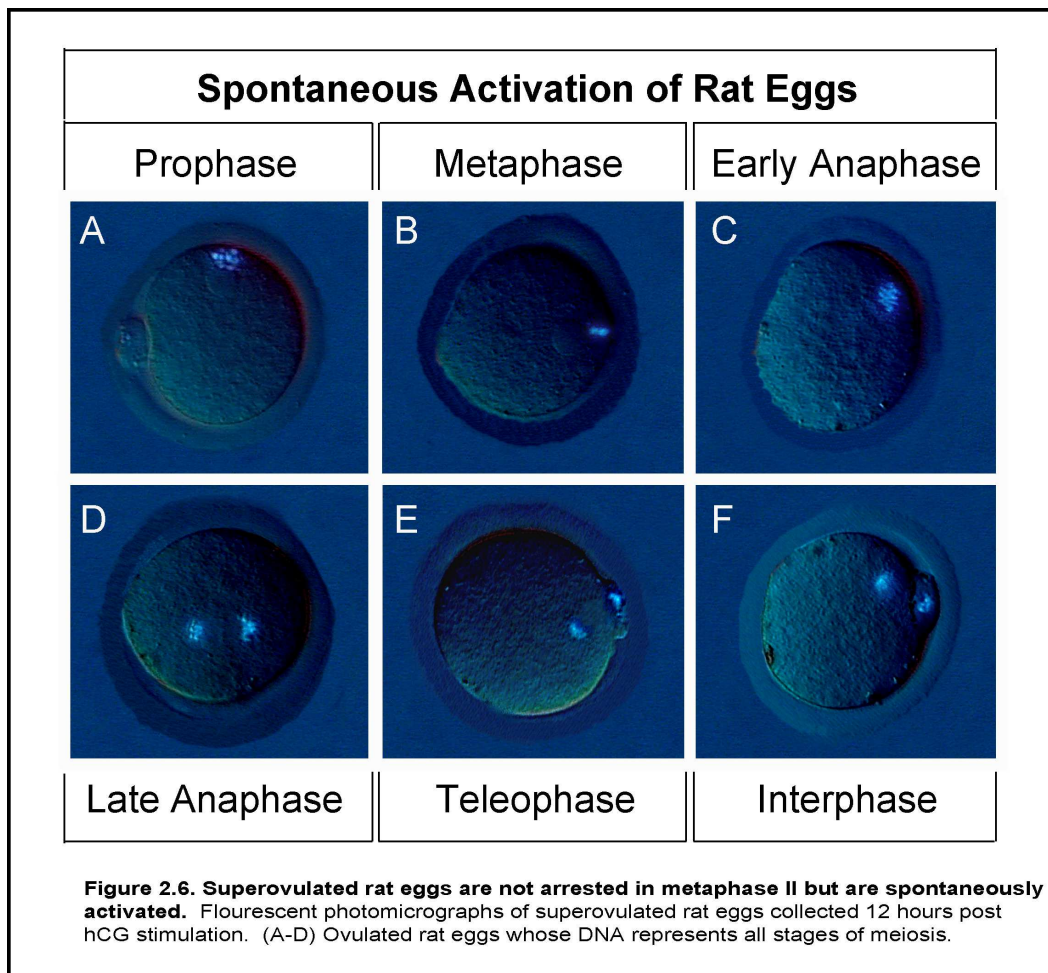 Spontaneous Activation of Rat Eggs
Prophase Metaphase Early Anaphase
A B C
D E F
Late Anaphase Teleophase Interphase
Figure 2.6. Superovulated rat eggs are not arrested in metaphase II but are spontaneously
activated. Flourescent photomicrographs of superovulated rat eggs collected 12 hours post
hCG stimulation. (A-D) Ovulated rat eggs whose DNA represents all stages of meiosis.